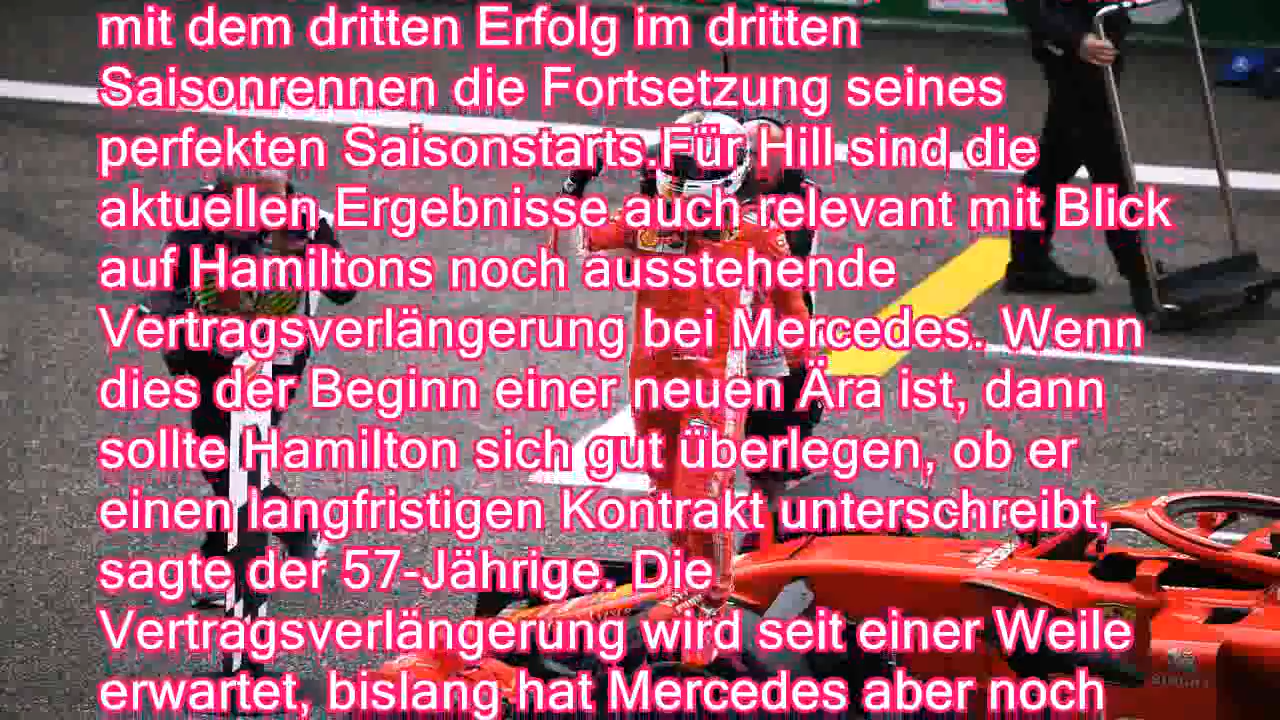 mit dem dritten Erfolg im dritten
Saisonrennen die Fortsetzung seines
perfekten Saisonstarts.Für Hill sind die
aktuellen Ergebnisse auch relevant mit Blick
auf Hamiltons noch ausstehende
Vertragsverlängerung bei Mercedes. Wenn
dies der Beginn einer neuen Ära ist, dann
sollte Hamilton sich gut überlegen, ob er
einen langfristigen Kontrakt unterschreibt,
sagte der 57-Jährige. Die
Vertragsverlängerung wird seit einer Weile
erwartet, bislang hat Mercedes aber noch